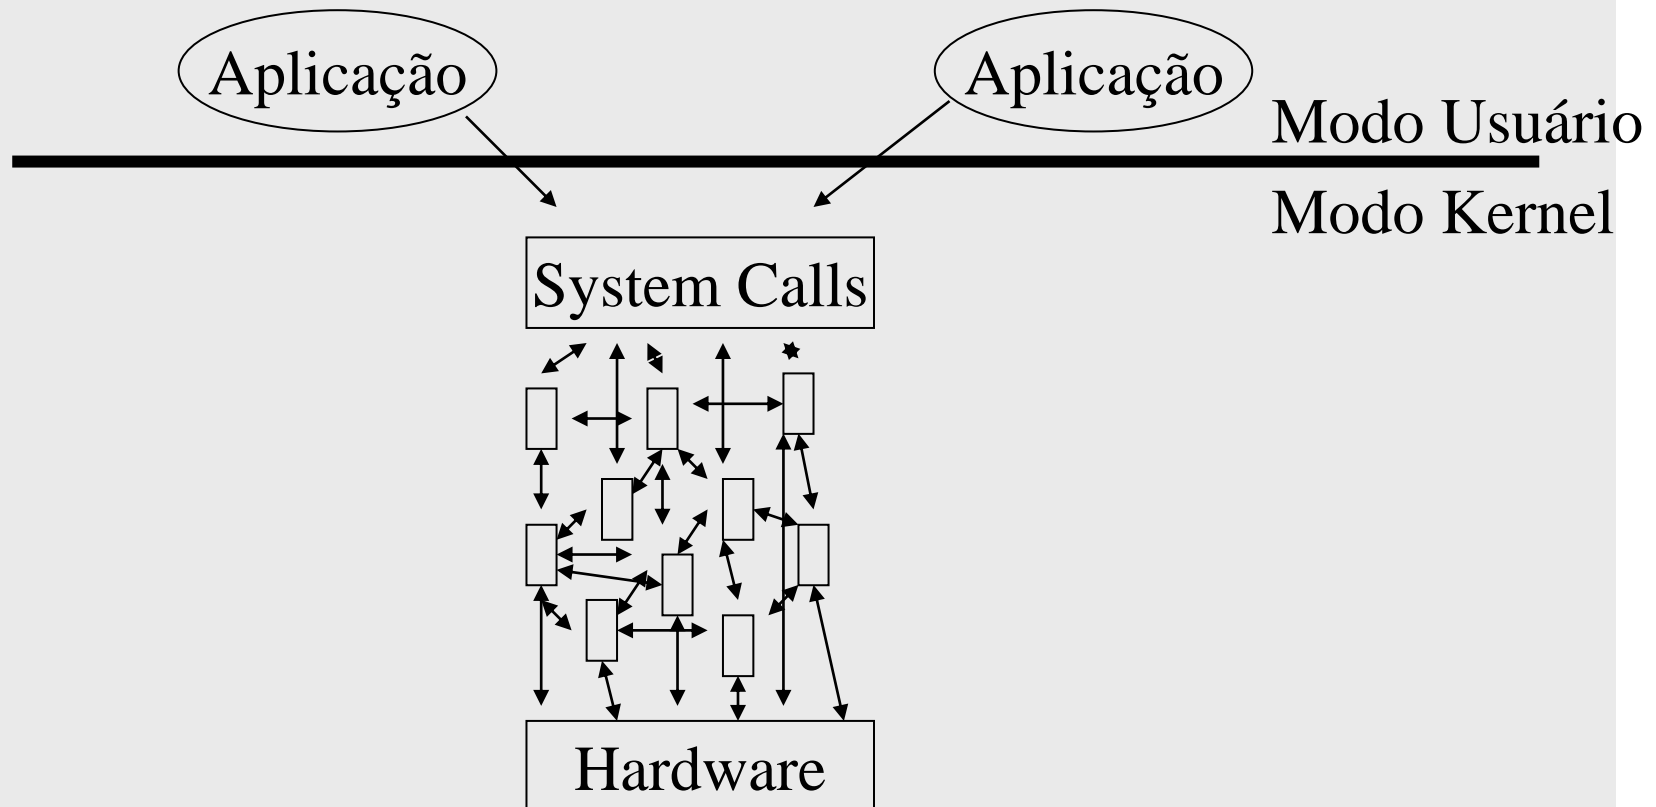 Aplicação
Aplicação
Modo Usuário
Modo Kernel
System Calls
Hardware